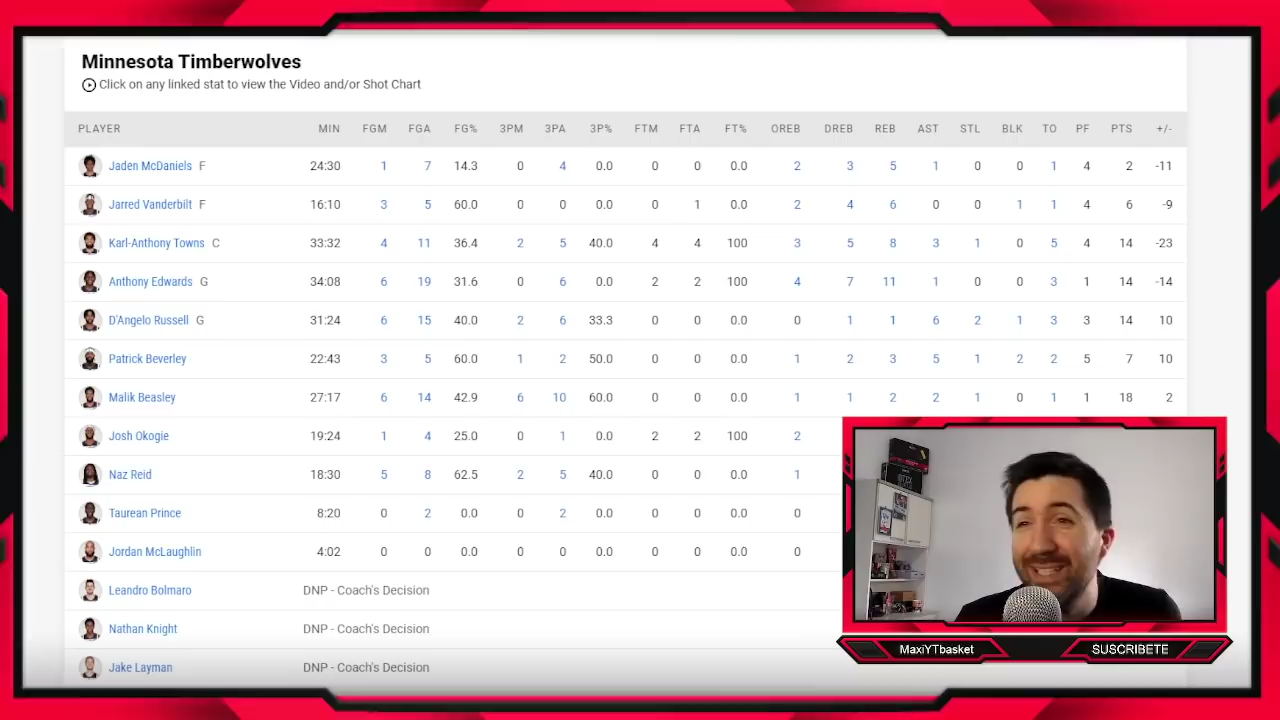 Minnesota Timberwolves
Click on any linked stat to view the Video and/or Shot Chart
PLAYER MIN FGM FGA FG% 3PM 3PA 3P% FTM FTA FT% OREB DREB REB AST STL BLK TO PF PTS +/-
Jaden McDaniels F 24:30 1 7 14.3 0 4 0.0 0 0 0.0 2 3 5 1 0 0 1 4 2 -11
Jarred Vanderbilt F 16:10 3 5 60.0 0 0 0.0 0 1 0.0 2 4 6 0 0 1 1 4 6 -9
Karl-Anthony Towns C 33:32 4 11 36.4 2 5 40.0 4 4 100 3 5 8 3 1 0 5 4 14 -23
Anthony Edwards G 34:08 6 19 31.6 0 6 0.0 2 2 100 4 7 11 1 0 0 3 1 14 -14
D'Angelo Russell G 31:24 6 15 40.0 2 6 33.3 0 0 0.0 0 1 1 6 2 1 3 3 14 10
Patrick Beverley 22:43 3 5 60.0 1 2 50.0 0 0 0.0 1 2 3 5 1 2 2 5 7 10
Malik Beasley 27:17 6 14 42.9 6 10 60.0 0 0 0.0 1 1 2 2 1 0 1 1 18 2
Josh Okogie 19:24 1 4 25.0 0 1 0.0 2 2 100 2
Naz Reid 18:30 5 8 62.5 2 5 40.0 0 0 0.0 1
Taurean Prince 8:20 0 2 0.0 0 2 0.0 0 0 0.0 0
Jordan McLaughlin 4:02 0 0 0.0 0 0 0.0 0 0 0.0 0
Leandro Bolmaro DNP - Coach's Decision
Nathan Knight DNP - Coach's Decision
Jake Layman DNP - Coach's Decision
MaxiYTbasket
SUSCRIBETE